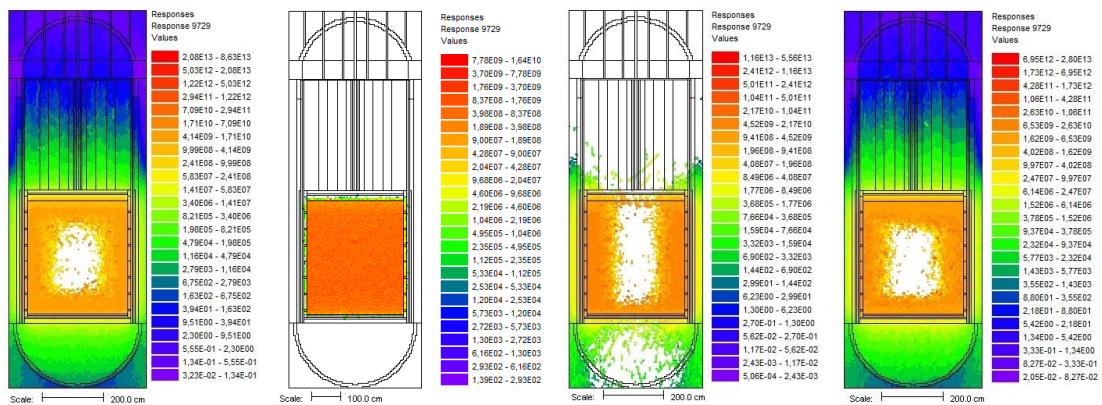 Responses
Response 9729
Values
2,08E13 - 8,63E13
5,03E12 - 2,08E13
1,22E12 - 5,03E12
2,94E11 - 1,22E12
7,09E10 - 2,94E11
1,71E10 - 7,09E10
4,14E09 - 1,71E10
9,99E08 - 4,14E09
2,41E08 - 9,99E08
5,83E07 - 2,41E08
1,41E07 - 5,83E07
3,40E06 - 1,41E07
8,21E05 - 3,40E06
1,98E05 - 8,21E05
4,79E04 - 1,98E05
1,16E04 - 4,79E04
2,79E03 - 1,16E04
6,75E02 - 2,79E03
1,63E02 - 6,75E02
3,94E01 - 1,63E02
9,51E00 - 3,94E01
2,30E00 - 9,51E00
5,55E-01 - 2,30E00
1,34E-01 - 5,55E-01
3,23E-02 - 1,34E-01
Scale: 200.0 cm
Responses
Response 9729
Values
7,78E09 - 1,64E10
3,70E09 - 7,78E09
1,76E09 - 3,70E09
8,37E08 - 1,76E09
3,98E08 - 8,37E08
1,89E08 - 3,98E08
9,00E07 - 1,89E08
4,28E07 - 9,00E07
2,04E07 - 4,28E07
9,68E06 - 2,04E07
4,60E06 - 9,68E06
2,19E06 - 4,60E06
1,04E06 - 2,19E06
4,95E05 - 1,04E06
2,35E05 - 4,95E05
1,12E05 - 2,35E05
5,33E04 - 1,12E05
2,53E04 - 5,33E04
1,20E04 - 2,53E04
5,73E03 - 1,20E04
2,72E03 - 5,73E03
1,30E03 - 2,72E03
6,16E02 - 1,30E03
2,93E02 - 6,16E02
1,39E02 - 2,93E02
Scale: 100.0 cm
Responses
Response 9729
Values
1,16E13 - 5,56E13
2,41E12 - 1,16E13
5,01E11 - 2,41E12
1,04E11 - 5,01E11
2,17E10 - 1,04E11
4,52E09 - 2,17E10
9,41E08 - 4,52E09
1,96E08 - 9,41E08
4,08E07 - 1,96E08
8,49E06 - 4,08E07
1,77E06 - 8,49E06
3,68E05 - 1,77E06
7,66E04 - 3,68E05
1,59E04 - 7,66E04
3,32E03 - 1,59E04
6,90E02 - 3,32E03
1,44E02 - 6,90E02
2,99E01 - 1,44E02
6,23E00 - 2,99E01
1,30E00 - 6,23E00
2,70E-01 - 1,30E00
5,62E-02 - 2,70E-01
1,17E-02 - 5,62E-02
2,43E-03 - 1,17E-02
5,06E-04 - 2,43E-03
Scale: 200.0 cm
Responses
Response 9729
Values
6,95E12 - 2,80E13
1,73E12 - 6,95E12
4,28E11 - 1,73E12
1,06E11 - 4,28E11
2,63E10 - 1,06E11
6,53E09 - 2,63E10
1,62E09 - 6,53E09
4,02E08 - 1,62E09
9,97E07 - 4,02E08
2,47E07 - 9,97E07
6,14E06 - 2,47E07
1,52E06 - 6,14E06
3,78E05 - 1,52E06
9,37E04 - 3,78E05
2,32E04 - 9,37E04
5,77E03 - 2,32E04
1,43E03 - 5,77E03
3,55E02 - 1,43E03
8,80E01 - 3,55E02
2,18E01 - 8,80E01
5,42E00 - 2,18E01
1,34E00 - 5,42E00
3,33E-01 - 1,34E00
8,27E-02 - 3,33E-01
2,05E-02 - 8,27E-02
Scale: 200.0 cm